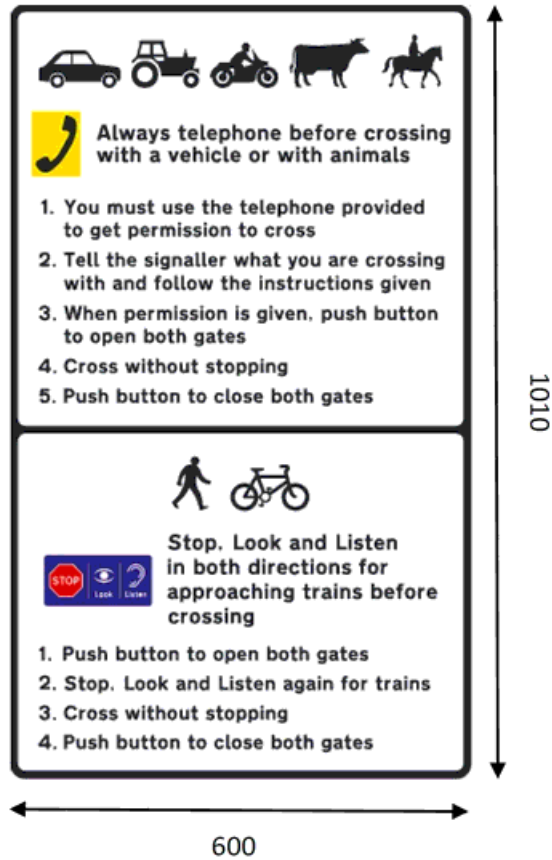 Always telephone before crossing
with a vehicle or with animals
1. You must use the telephone provided
to get permission to cross
2. Tell the signaller what you are crossing
with and follow the instructions given
3. When permission is given, push button
to open both gates
4. Cross without stopping
5. Push button to close both gates
1010
Stop, Look and Listen
in both directions for
approaching trains before
crossing
STOP
Look
Listen
1. Push button to open both gates
2. Stop, Look and Listen again for trains
3. Cross without stopping
4. Push button to close both gates
600